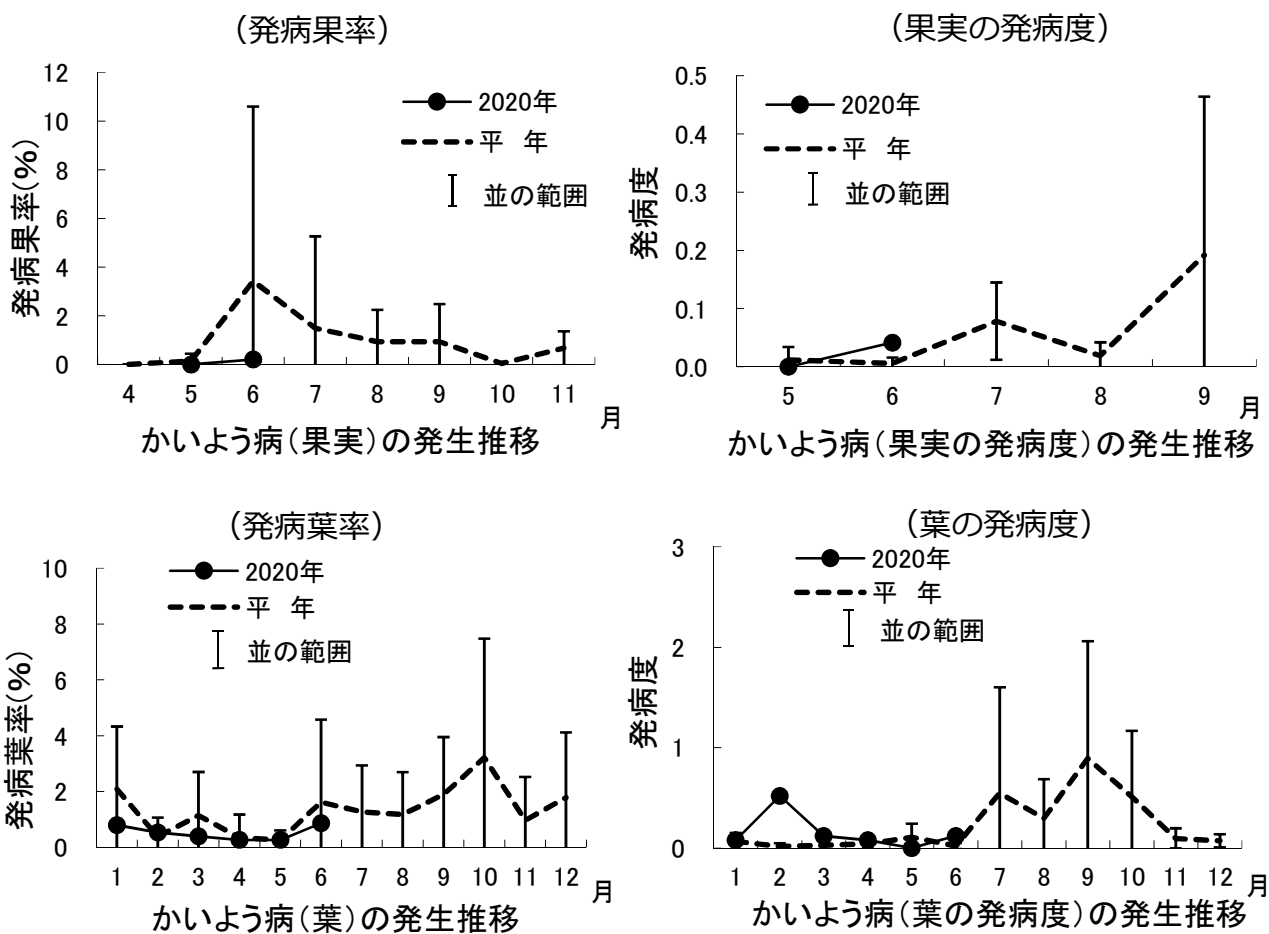 (発病果率)
12
10
8
6
4
2
0
発病果率(%)
2020年
平 年
並の範囲
4 5 6 7 8 9 10 11
月
かいよう病(果実)の発生推移
(果実の発病度)
0.5
0.4
0.3
0.2
0.1
0.0
発病度
2020年
平 年
並の範囲
5 6 7 8 9
月
かいよう病(果実の発病度)の発生推移
(発病葉率)
10
8
6
4
2
0
発病葉率(%)
2020年
平 年
並の範囲
1 2 3 4 5 6 7 8 9 10 11 12
月
かいよう病(葉)の発生推移
(葉の発病度)
3
2
1
0
発病度
2020年
平 年
並の範囲
1 2 3 4 5 6 7 8 9 10 11 12
月
かいよう病(葉の発病度)の発生推移